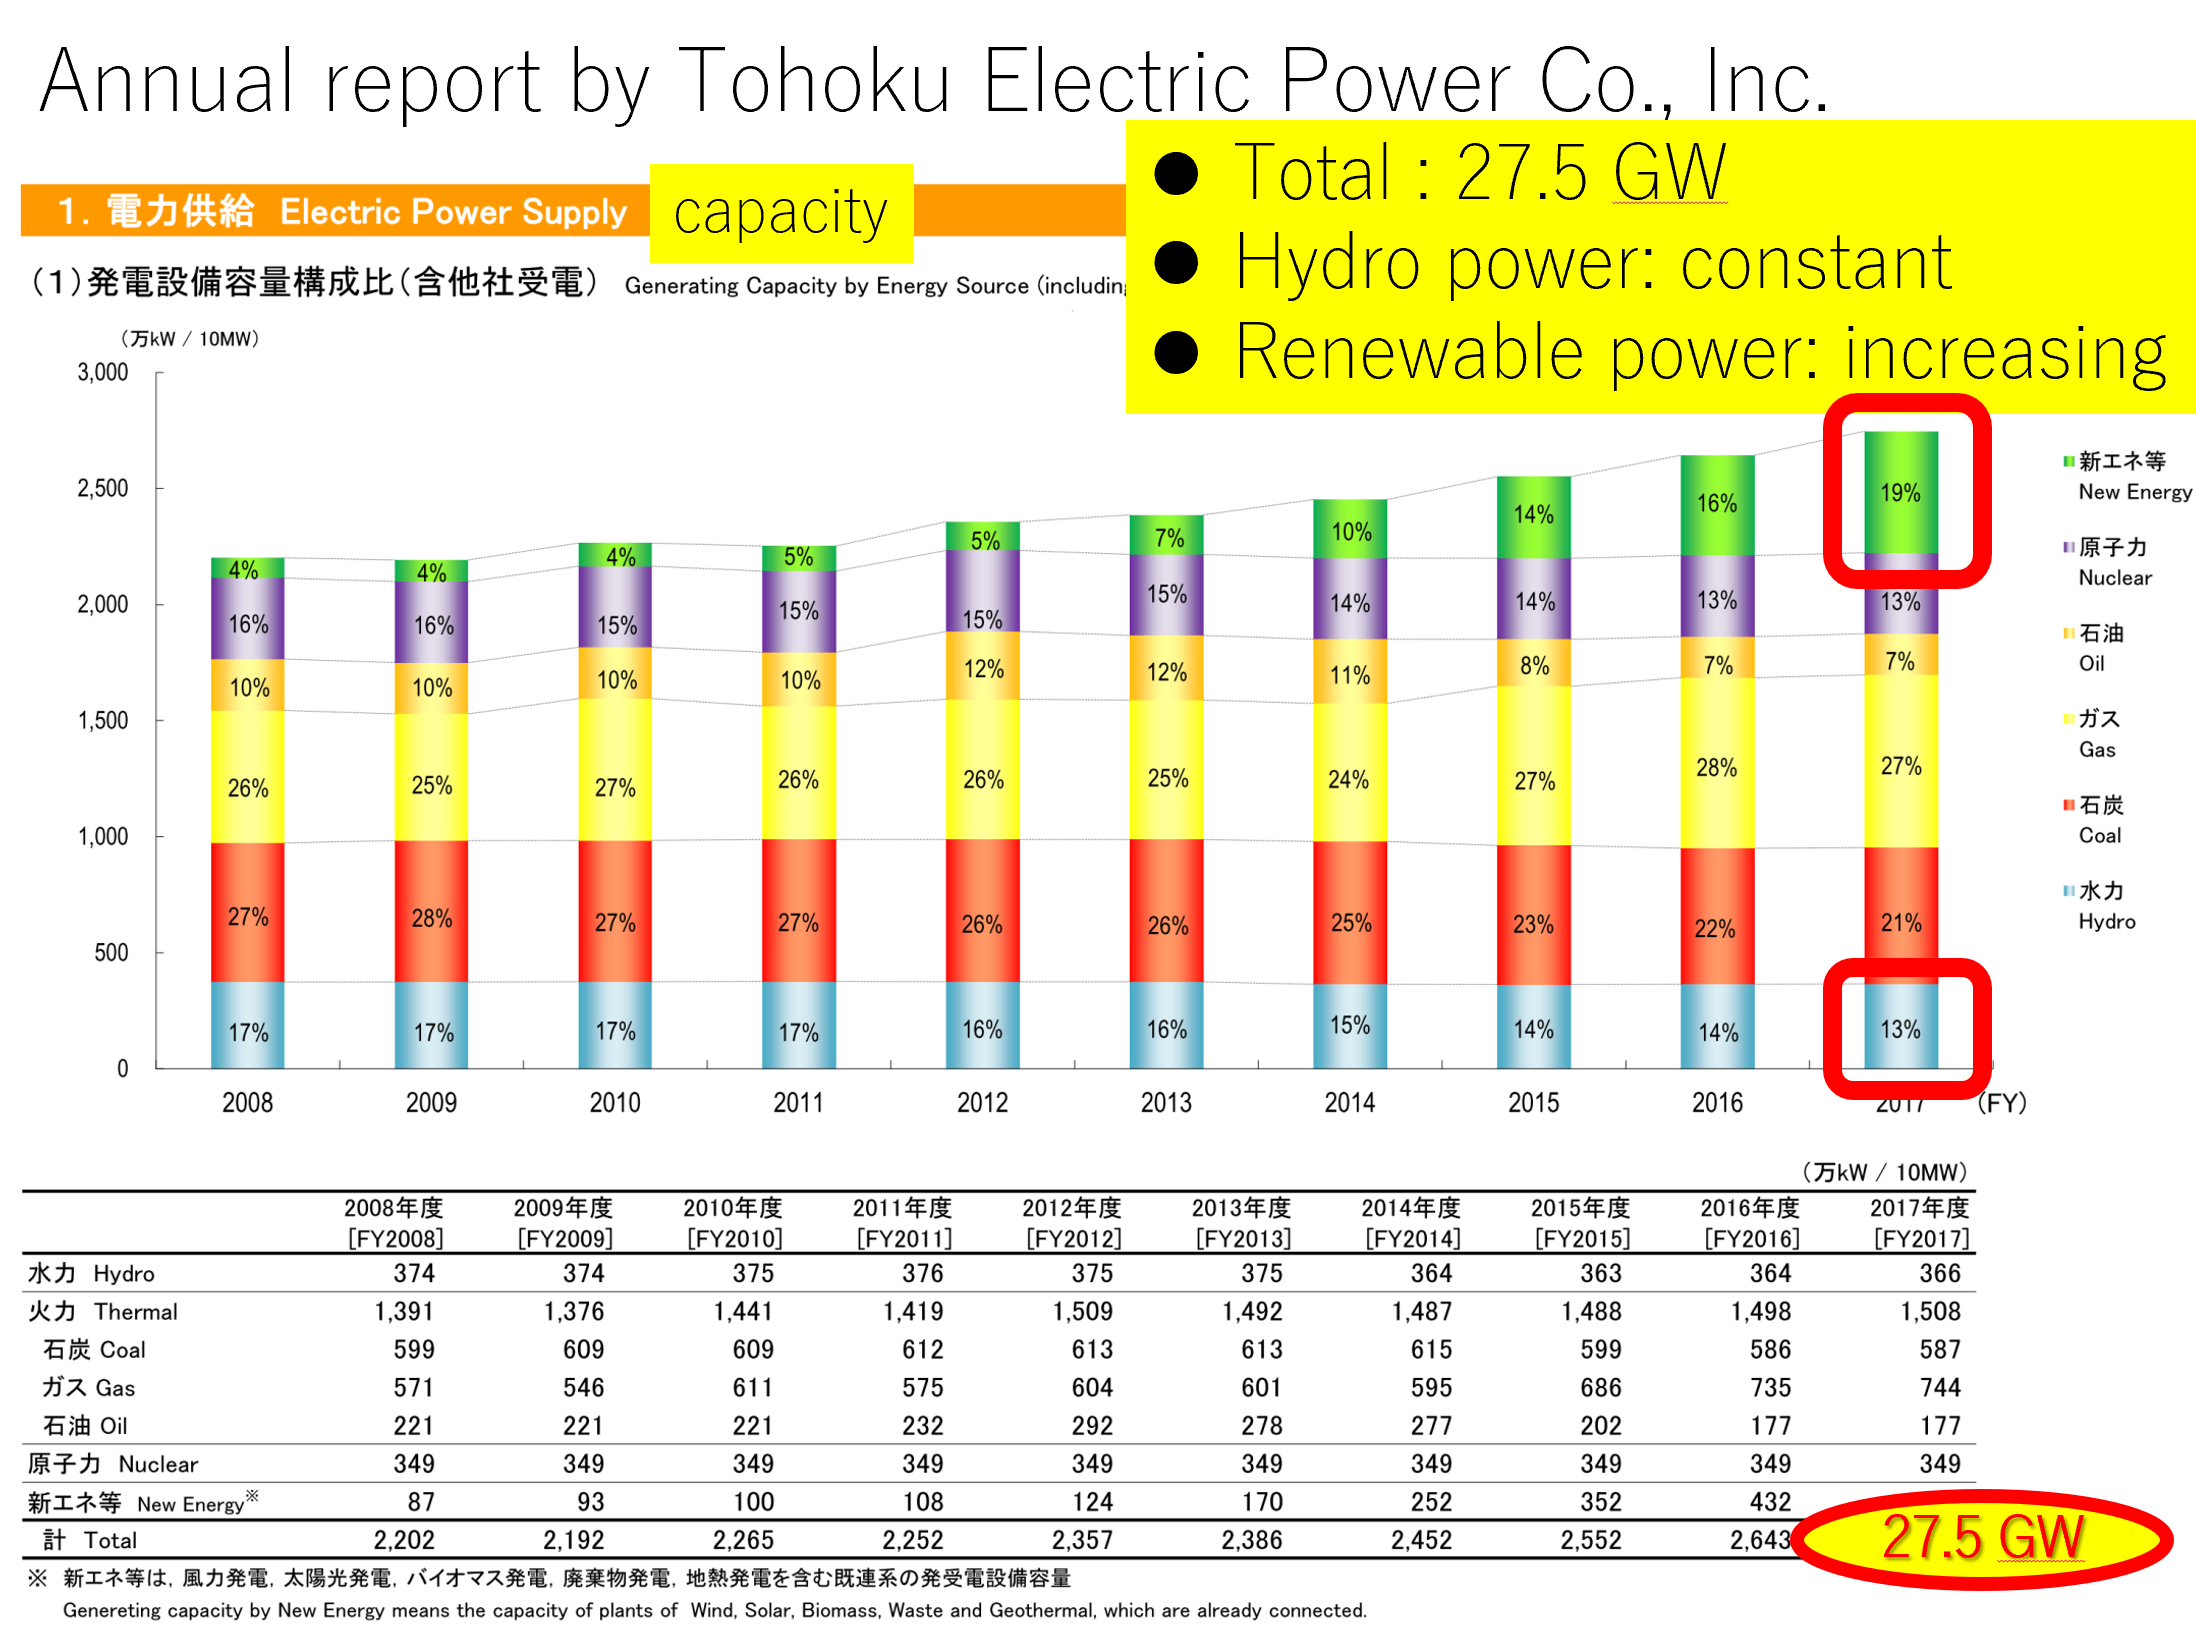 Annual report by Tohoku Electric Power Co., Inc.
● Total : 27.5 GW
● Hydro power: constant
● Renewable power: increasing
1. 電力供給 Electric Power Supply
capacity
(1)発電設備容量構成比(含他社受電) Generating Capacity by Energy Source (including
(万kW / 10MW)
3,000
2,500
2,000
1,500
1,000
500
0
4% 4% 4% 5% 5% 7% 10% 14% 16% 19%
16% 16% 15% 15% 15% 15% 14% 14% 13% 13%
10% 10% 10% 10% 12% 12% 11% 8% 7% 7%
26% 25% 27% 26% 26% 25% 24% 27% 28% 27%
27% 28% 27% 27% 26% 26% 25% 23% 22% 21%
17% 17% 17% 17% 16% 16% 15% 14% 14% 13%
2008 2009 2010 2011 2012 2013 2014 2015 2016 2017 (FY)
新エネ等
New Energy
原子力
Nuclear
石油
Oil
ガス
Gas
石炭
Coal
水力
Hydro
(万kW / 10MW)
2008年度 2009年度 2010年度 2011年度 2012年度 2013年度 2014年度 2015年度 2016年度 2017年度
[FY2008] [FY2009] [FY2010] [FY2011] [FY2012] [FY2013] [FY2014] [FY2015] [FY2016] [FY2017]
水力 Hydro 374 374 375 376 375 375 364 363 364 366
火力 Thermal 1,391 1,376 1,441 1,419 1,509 1,492 1,487 1,488 1,498 1,508
石炭 Coal 599 609 609 612 613 613 615 599 586 587
ガス Gas 571 546 611 575 604 601 595 686 735 744
石油 Oil 221 221 221 232 292 278 277 202 177 177
原子力 Nuclear 349 349 349 349 349 349 349 349 349 349
新エネ等 New Energy※ 87 93 100 108 124 170 252 352 432
計 Total 2,202 2,192 2,265 2,252 2,357 2,386 2,452 2,552 2,643 27.5 GW
※ 新エネ等は，風力発電，太陽光発電，バイオマス発電，廃棄物発電，地熱発電を含む既連系の発受電設備容量
Genereting capacity by New Energy means the capacity of plants of Wind, Solar, Biomass, Waste and Geothermal, which are already connected.